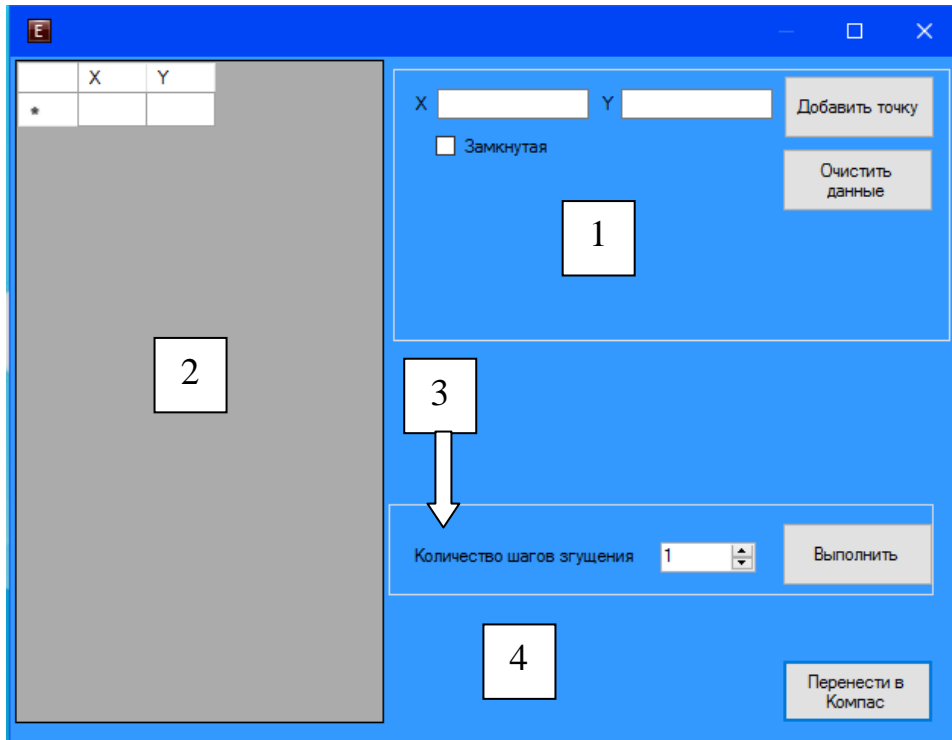 E
X Y
*
X Y Добавить точку
Замкнутая
Очистить
данные
1
2
3
Количество шагов згущения 1 Выполнить
4
Перенести в
Компас